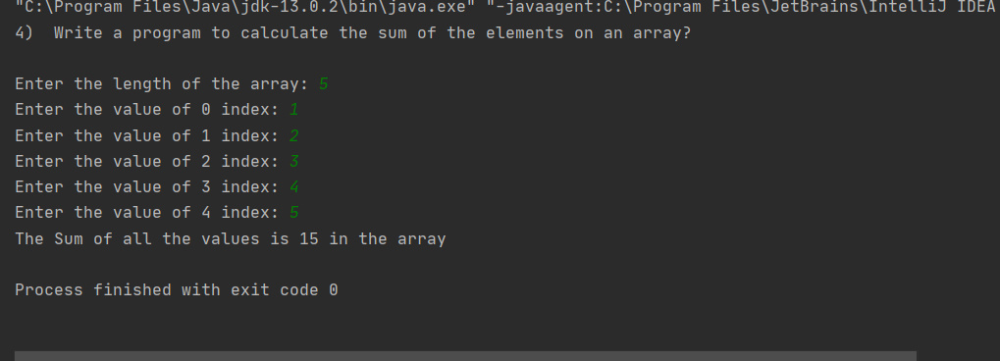 "C:\Program Files\Java\jdk-13.0.2\bin\java.exe" "-javaagent:C:\Program Files\JetBrains\IntelliJ IDEA
4)  Write a program to calculate the sum of the elements on an array?
Enter the length of the array: 5
Enter the value of 0 index: 1
Enter the value of 1 index: 2
Enter the value of 2 index: 3
Enter the value of 3 index: 4
Enter the value of 4 index: 5
The Sum of all the values is 15 in the array
Process finished with exit code 0